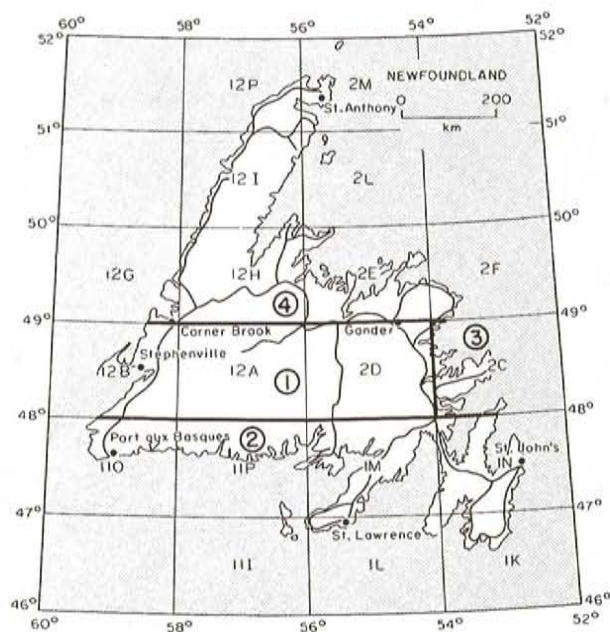 60°
58°
56°
54°
52°
52°
52°
12P
2M
NEWFOUNDLAND
St. Anthony
0
200
km
51°
51°
12 I
2L
50°
50°
12G
12H
2E
2F
④
49°
Corner Brook
Gander
③
49°
Stephenville
12B
12A
①
2D
2C
48°
48°
Port aux Basques
②
St. John's
11O
11P
1M
1N
47°
47°
St. Lawrence
11I
1L
1K
46°
46°
60°
58°
56°
54°
52°